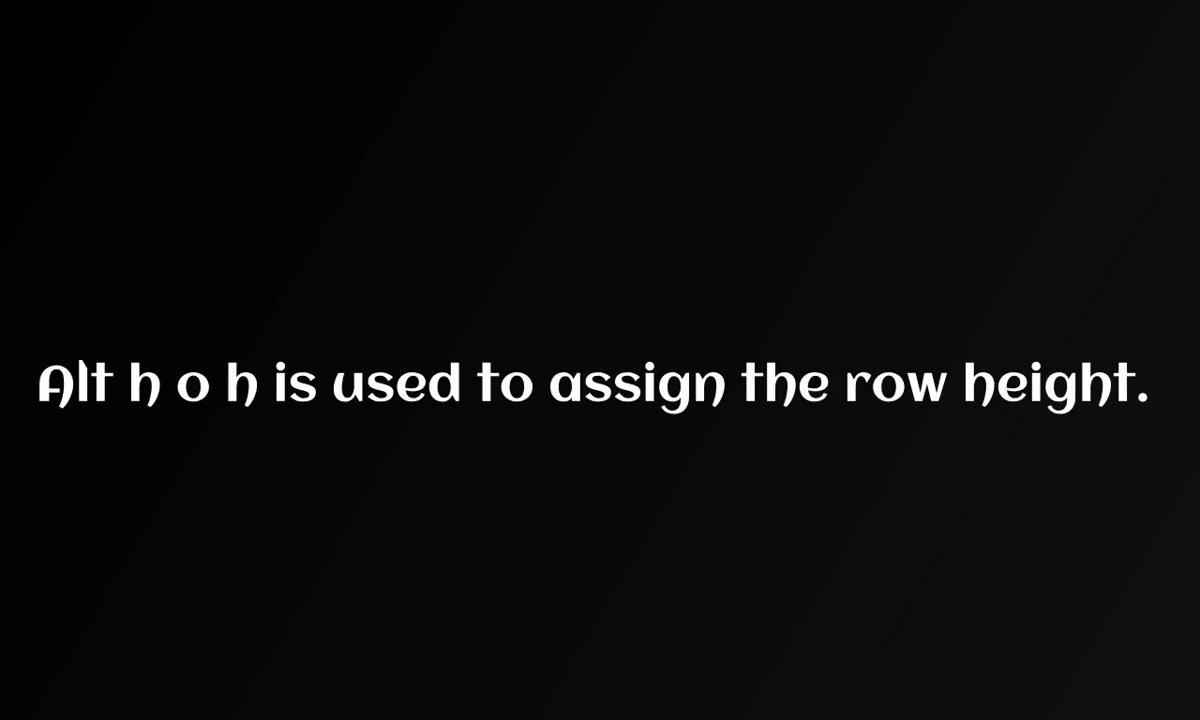 Alt h o h is used to assign the row height.